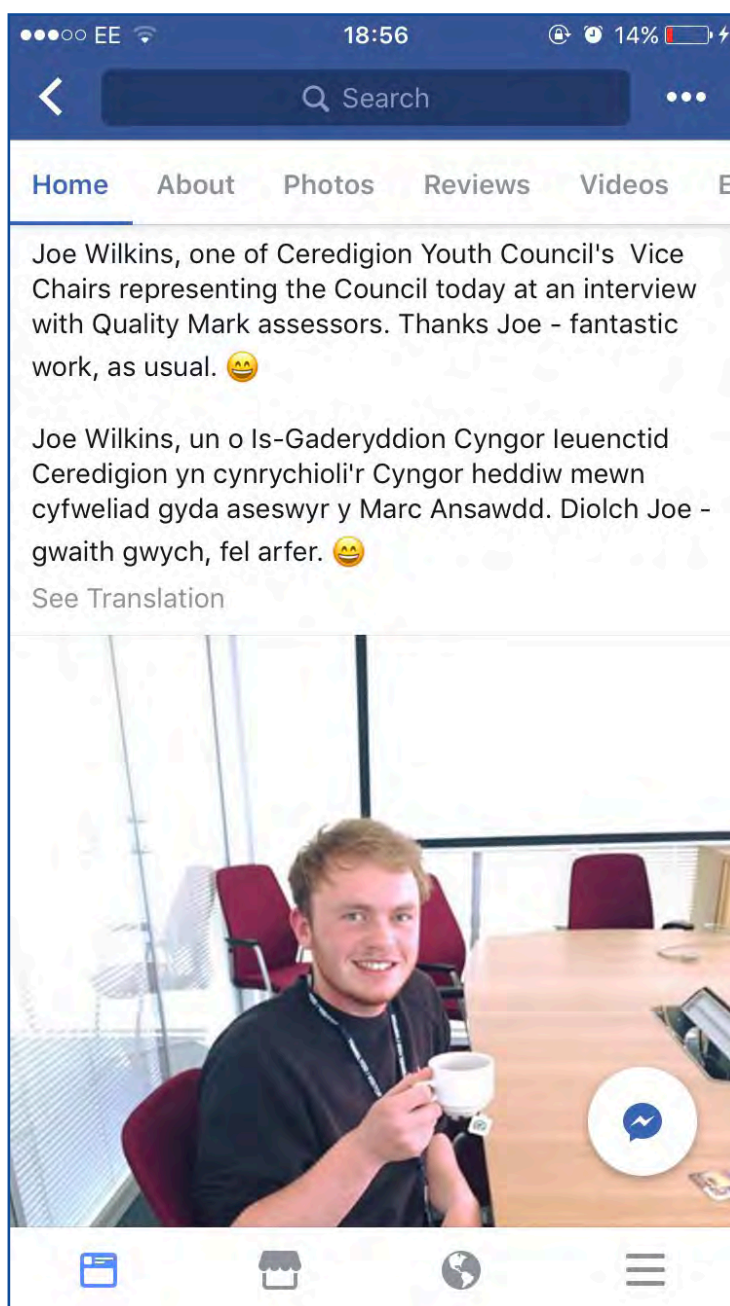 EE 18:56 14%
Search
Home About Photos Reviews Videos E
Joe Wilkins, one of Ceredigion Youth Council's Vice
Chairs representing the Council today at an interview
with Quality Mark assessors. Thanks Joe - fantastic
work, as usual. 😄
Joe Wilkins, un o Is-Gaderyddion Cyngor Ieuenctid
Ceredigion yn cynrychioli'r Cyngor heddiw mewn
cyfweliad gyda aseswyr y Marc Ansawdd. Diolch Joe -
gwaith gwych, fel arfer. 😄
See Translation